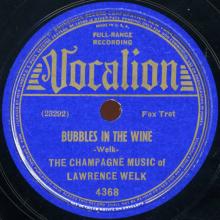 FULL-RANGE
RECORDING
Vocalion
(23292)
Fox Trot
BUBBLES IN THE WINE
-Welk-
THE CHAMPAGNE MUSIC of
LAWRENCE WELK
4368